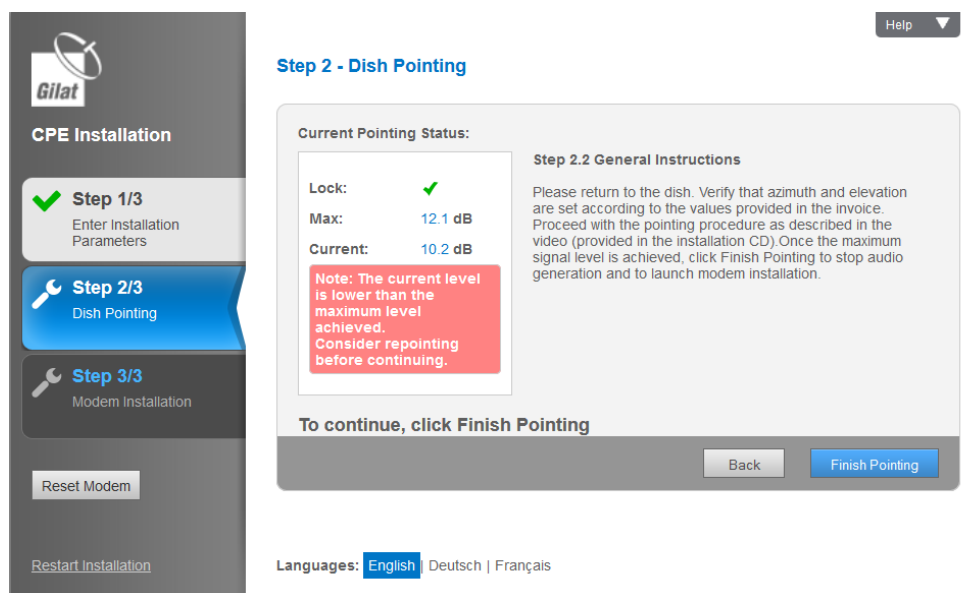 Help
Gilat
Step 2 - Dish Pointing
CPE Installation
Step 1/3
Enter Installation
Parameters
Step 2/3
Dish Pointing
Step 3/3
Modem Installation
Reset Modem
Restart Installation
Current Pointing Status:
Lock:
Max: 12.1 dB
Current: 10.2 dB
Note: The current level
is lower than the
maximum level
achieved.
Consider repointing
before continuing.
Step 2.2 General Instructions
Please return to the dish. Verify that azimuth and elevation
are set according to the values provided in the invoice.
Proceed with the pointing procedure as described in the
video (provided in the installation CD).Once the maximum
signal level is achieved, click Finish Pointing to stop audio
generation and to launch modem installation.
To continue, click Finish Pointing
Back
Finish Pointing
Languages: English | Deutsch | Français